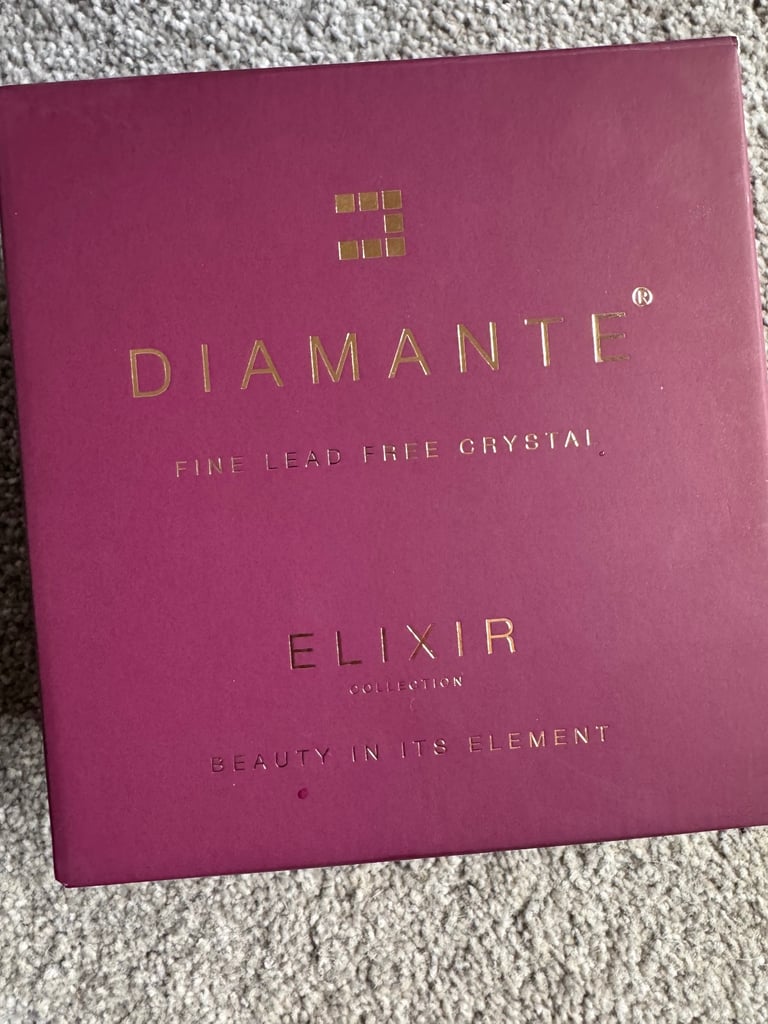 DIAMANTE®
FINE LEAD FREE CRYSTAL
ELIXIR
COLLECTION
BEAUTY IN ITS ELEMENT